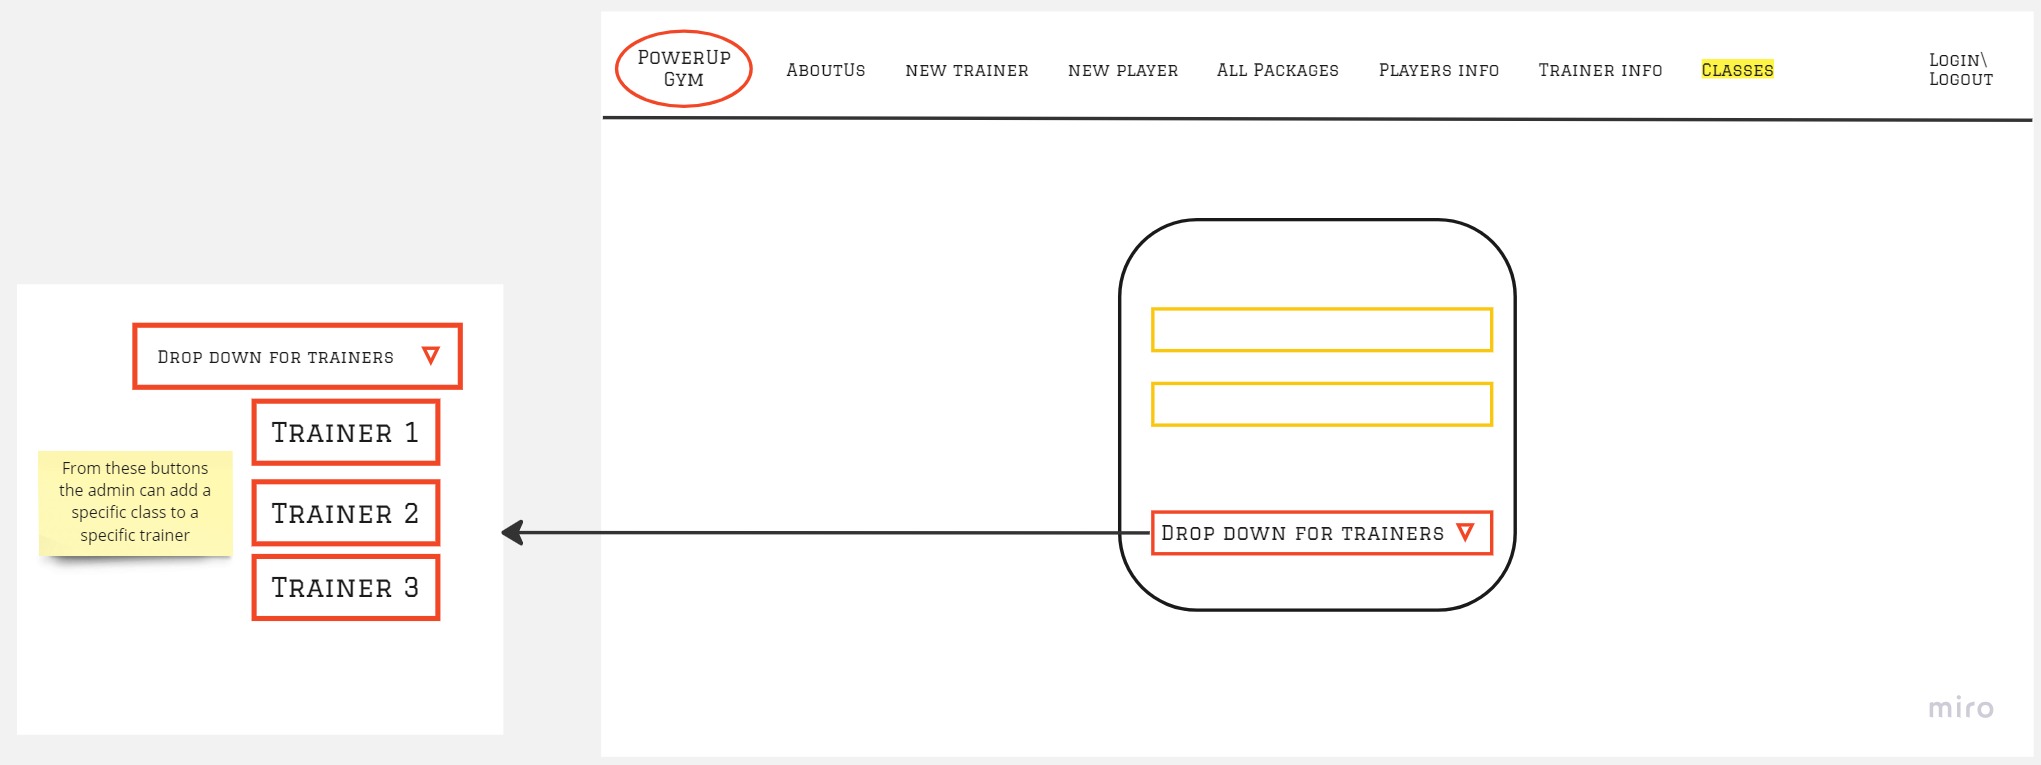 PowerUp
Gym
AboutUs
new trainer
new player
All Packages
Players info
Trainer info
Classes
Login\
Logout
Drop down for trainers
Trainer 1
Trainer 2
Trainer 3
From these buttons
the admin can add a
specific class to a
specific trainer
Drop down for trainers
miro